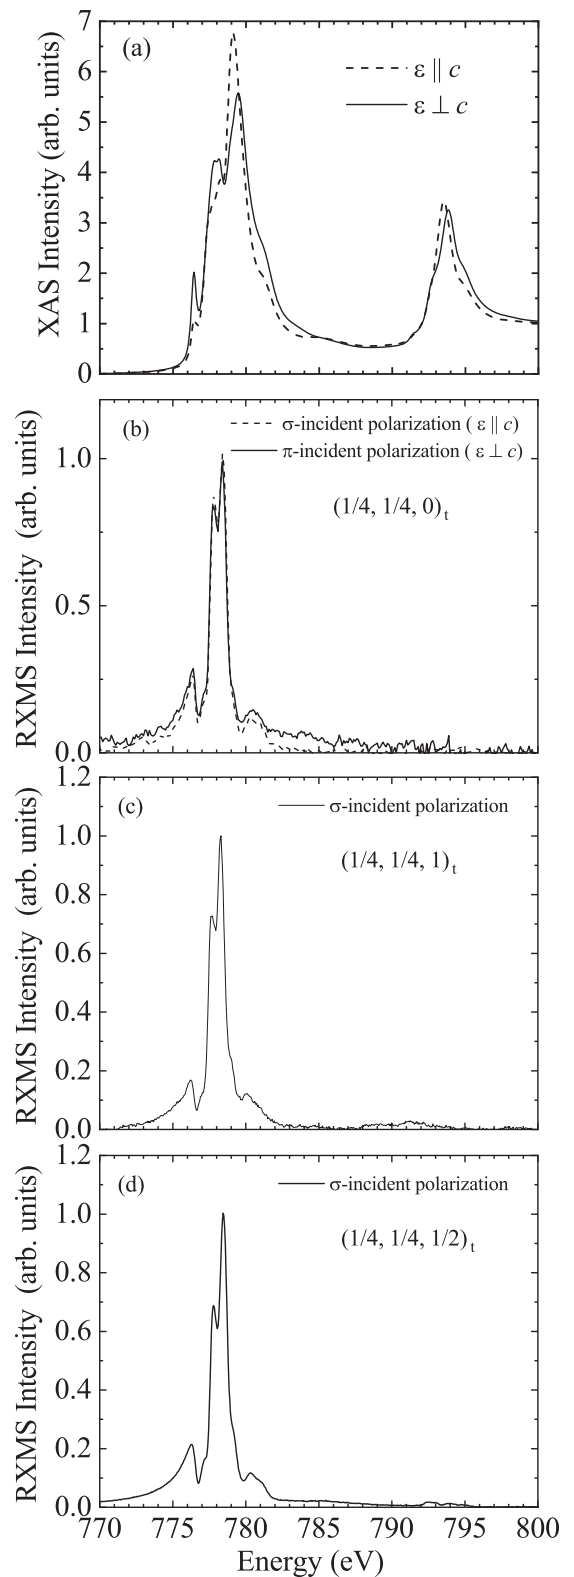 7
6
5
4
3
2
1
0
XAS Intensity (arb. units)
(a)
ε || c
ε ⊥ c
1.0
0.5
0.0
RXMS Intensity (arb. units)
(b)
σ-incident polarization ( ε || c)
π-incident polarization ( ε ⊥ c)
(1/4, 1/4, 0)t
1.2
1.0
0.8
0.6
0.4
0.2
0.0
RXMS Intensity (arb. units)
(c)
σ-incident polarization
(1/4, 1/4, 1)t
1.2
1.0
0.8
0.6
0.4
0.2
0.0
RXMS Intensity (arb. units)
(d)
σ-incident polarization
(1/4, 1/4, 1/2)t
770 775 780 785 790 795 800
Energy (eV)